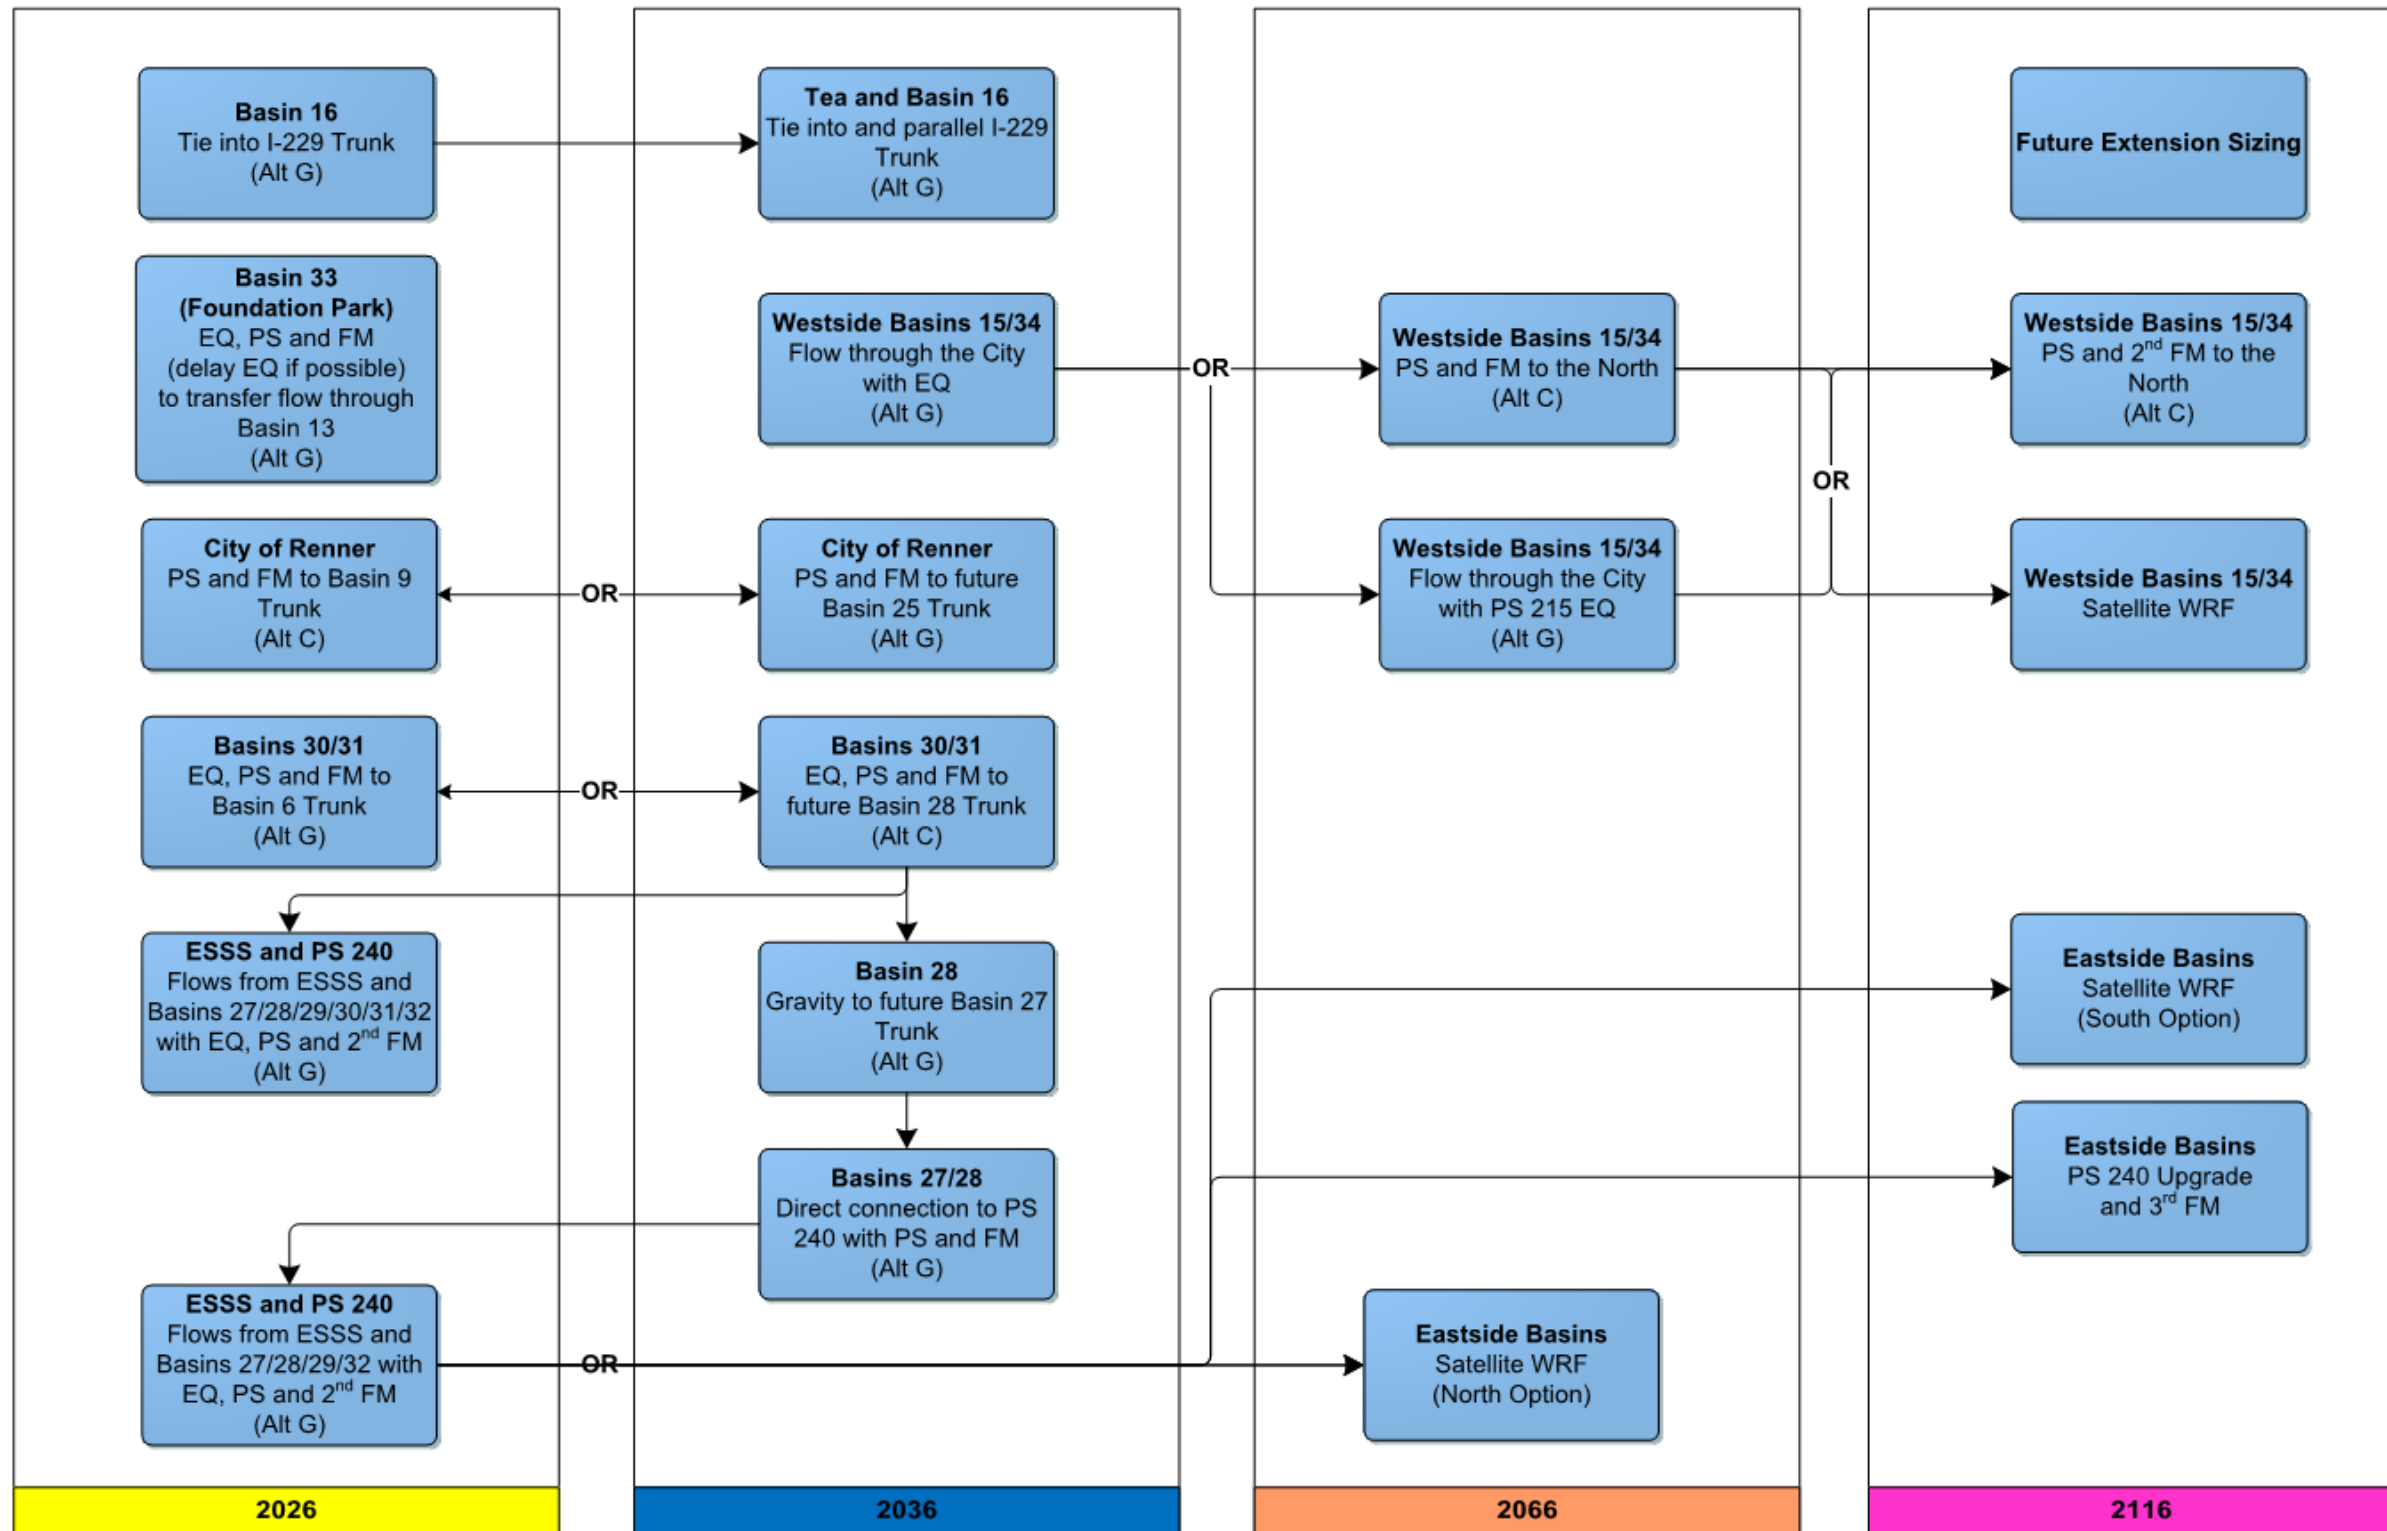 Basin 16
Tie into I-229 Trunk
(Alt G)
Basin 33
(Foundation Park)
EQ, PS and FM
(delay EQ if possible)
to transfer flow through
Basin 13
(Alt G)
City of Renner
PS and FM to Basin 9
Trunk
(Alt C)
Basins 30/31
EQ, PS and FM to
Basin 6 Trunk
(Alt G)
ESSS and PS 240
Flows from ESSS and
Basins 27/28/29/30/31/32
with EQ, PS and 2nd FM
(Alt G)
ESSS and PS 240
Flows from ESSS and
Basins 27/28/29/32 with
EQ, PS and 2nd FM
(Alt G)
2026
OR
OR
OR
Tea and Basin 16
Tie into and parallel I-229
Trunk
(Alt G)
Westside Basins 15/34
Flow through the City
with EQ
(Alt G)
City of Renner
PS and FM to future
Basin 25 Trunk
(Alt G)
Basins 30/31
EQ, PS and FM to
future Basin 28 Trunk
(Alt C)
Basin 28
Gravity to future Basin 27
Trunk
(Alt G)
Basins 27/28
Direct connection to PS
240 with PS and FM
(Alt G)
2036
OR
Westside Basins 15/34
PS and FM to the North
(Alt C)
Westside Basins 15/34
Flow through the City
with PS 215 EQ
(Alt G)
Eastside Basins
Satellite WRF
(North Option)
2066
OR
Future Extension Sizing
Westside Basins 15/34
PS and 2nd FM to the
North
(Alt C)
Westside Basins 15/34
Satellite WRF
Eastside Basins
Satellite WRF
(South Option)
Eastside Basins
PS 240 Upgrade
and 3rd FM
2116